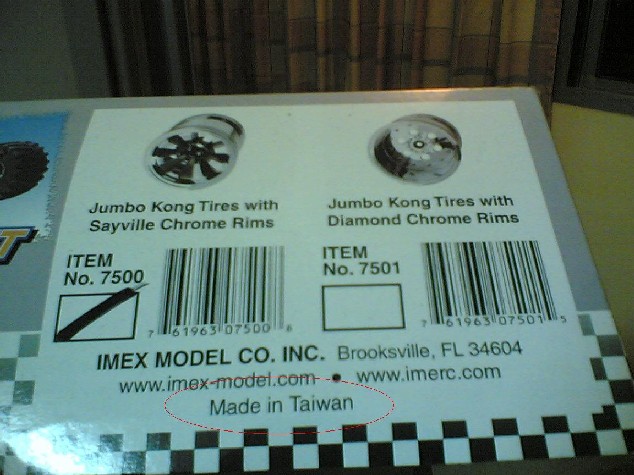 Jumbo Kong Tires with
Sayville Chrome Rims
Jumbo Kong Tires with
Diamond Chrome Rims
ITEM
No. 7500
7 61963 07500 6
ITEM
No. 7501
7 61963 07501 5
IMEX MODEL CO. INC. Brooksville, FL 34604
www.imex-model.com • www.imerc.com
Made in Taiwan